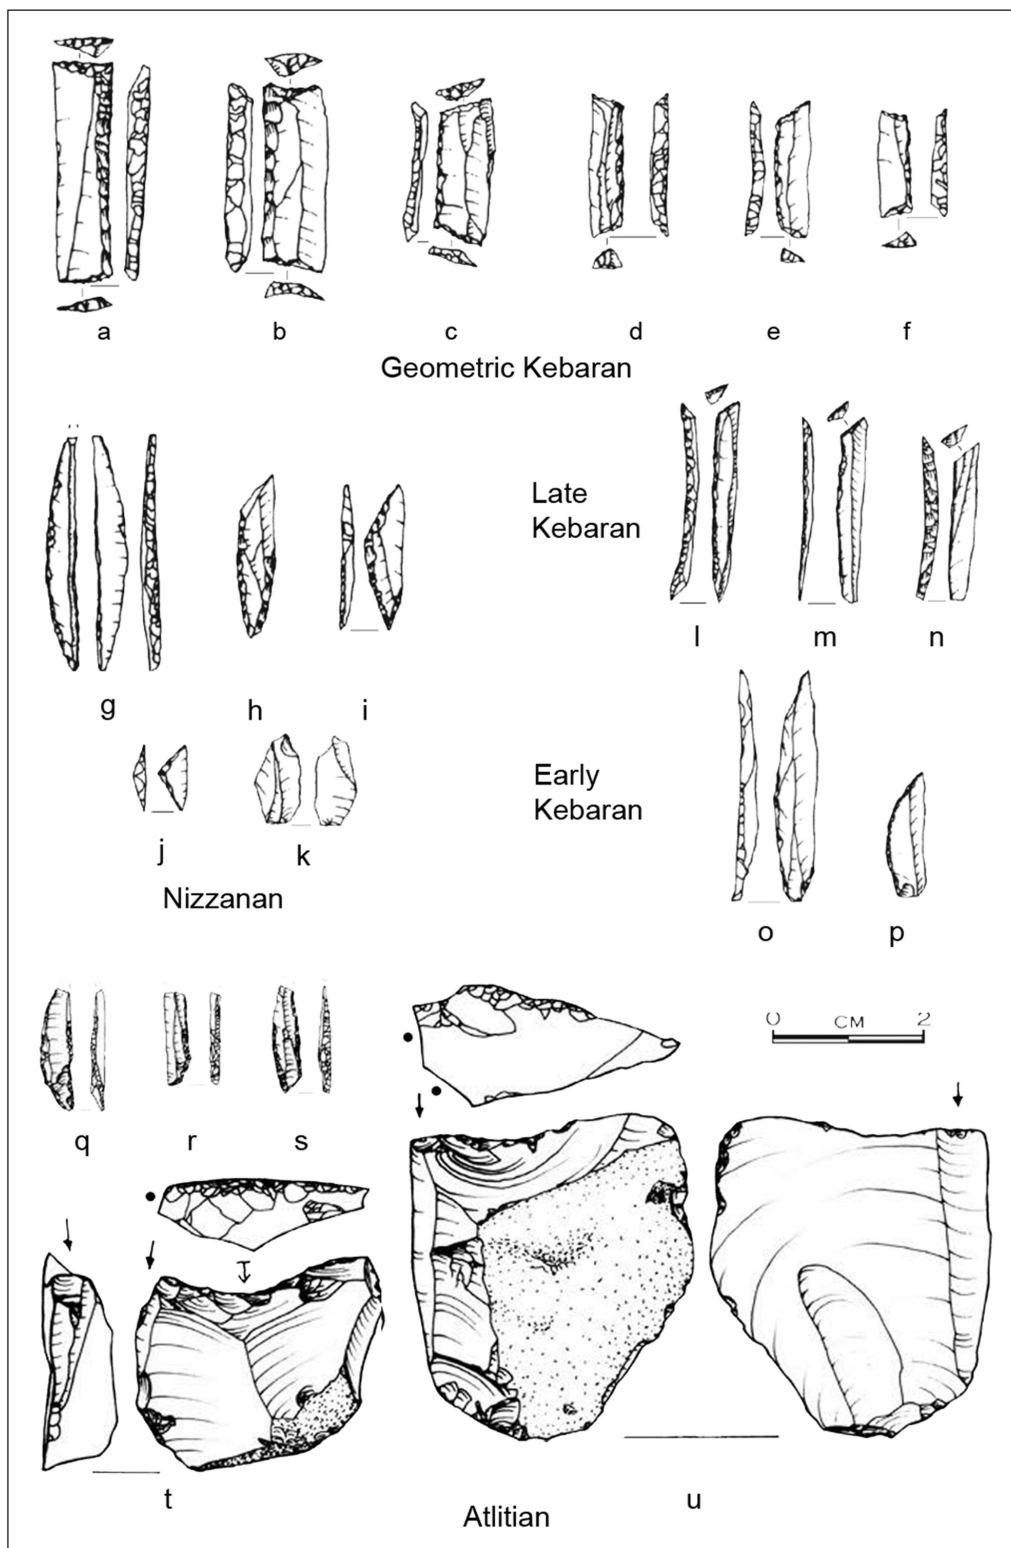 a b c d e f
Geometric Kebaran
Late
Kebaran
l m n
g h i
Early
Kebaran
j k
Nizzanan
o p
0 CM 2
q r s
t u
Atlitian